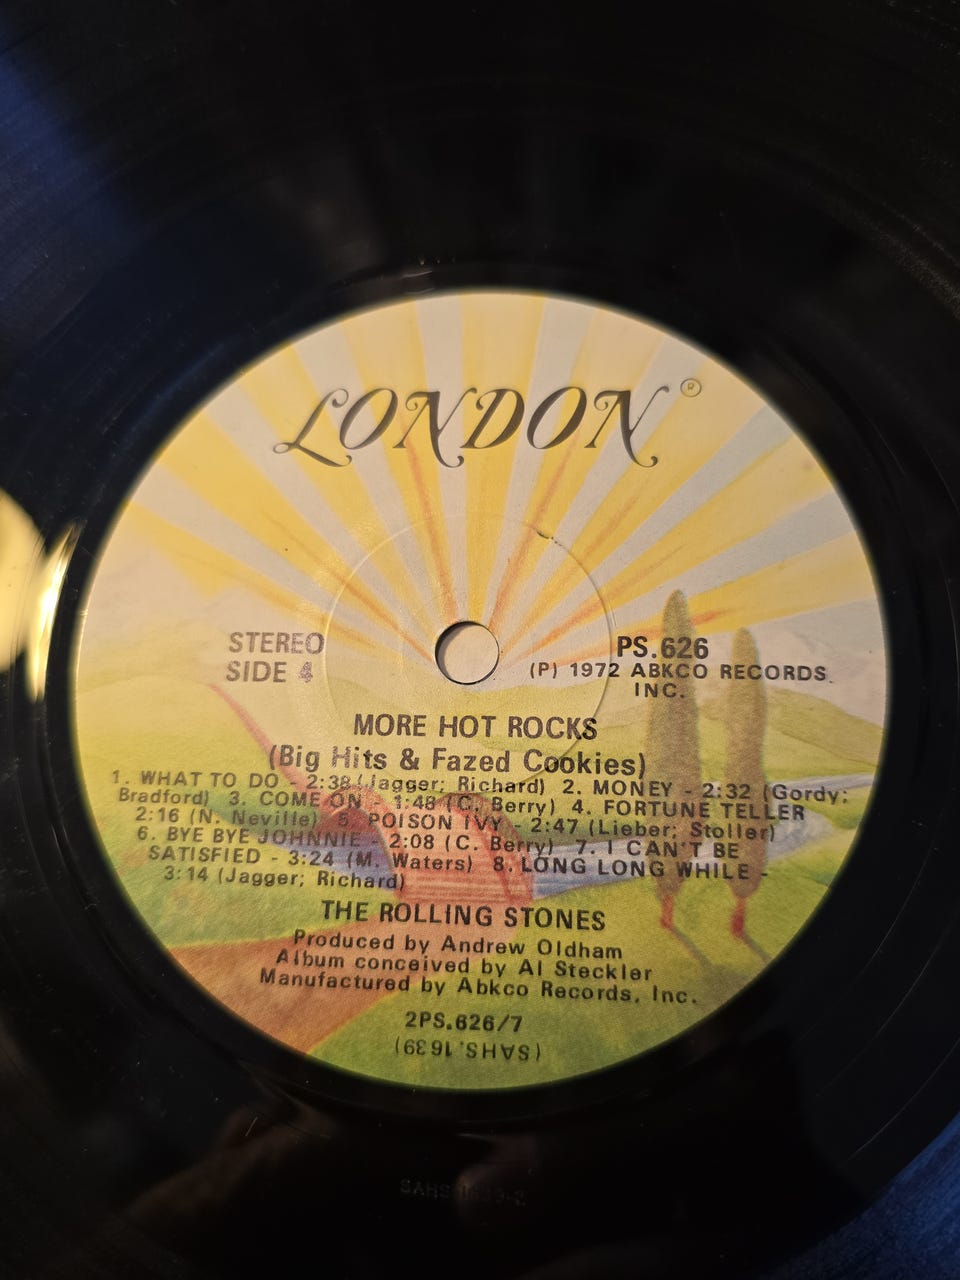 LONDON®
STEREO
SIDE 4
PS.626
(P) 1972 ABKCO RECORDS.
INC.
MORE HOT ROCKS
(Big Hits & Fazed Cookies)
1. WHAT TO DO - 2:38 (Jagger; Richard) 2. MONEY - 2:32 (Gordy;
Bradford) 3. COME ON - 1:48 (C. Berry) 4. FORTUNE TELLER
2:16 (N. Neville) 5. POISON IVY - 2:47 (Lieber; Stoller)
6. BYE BYE JOHNNIE - 2:08 (C. Berry) 7. I CAN'T BE
SATISFIED - 3:24 (M. Waters) 8. LONG LONG WHILE -
3:14 (Jagger; Richard)
THE ROLLING STONES
Produced by Andrew Oldham
Album conceived by Al Steckler
Manufactured by Abkco Records, Inc.
2PS.626/7
(SAHS.1639)